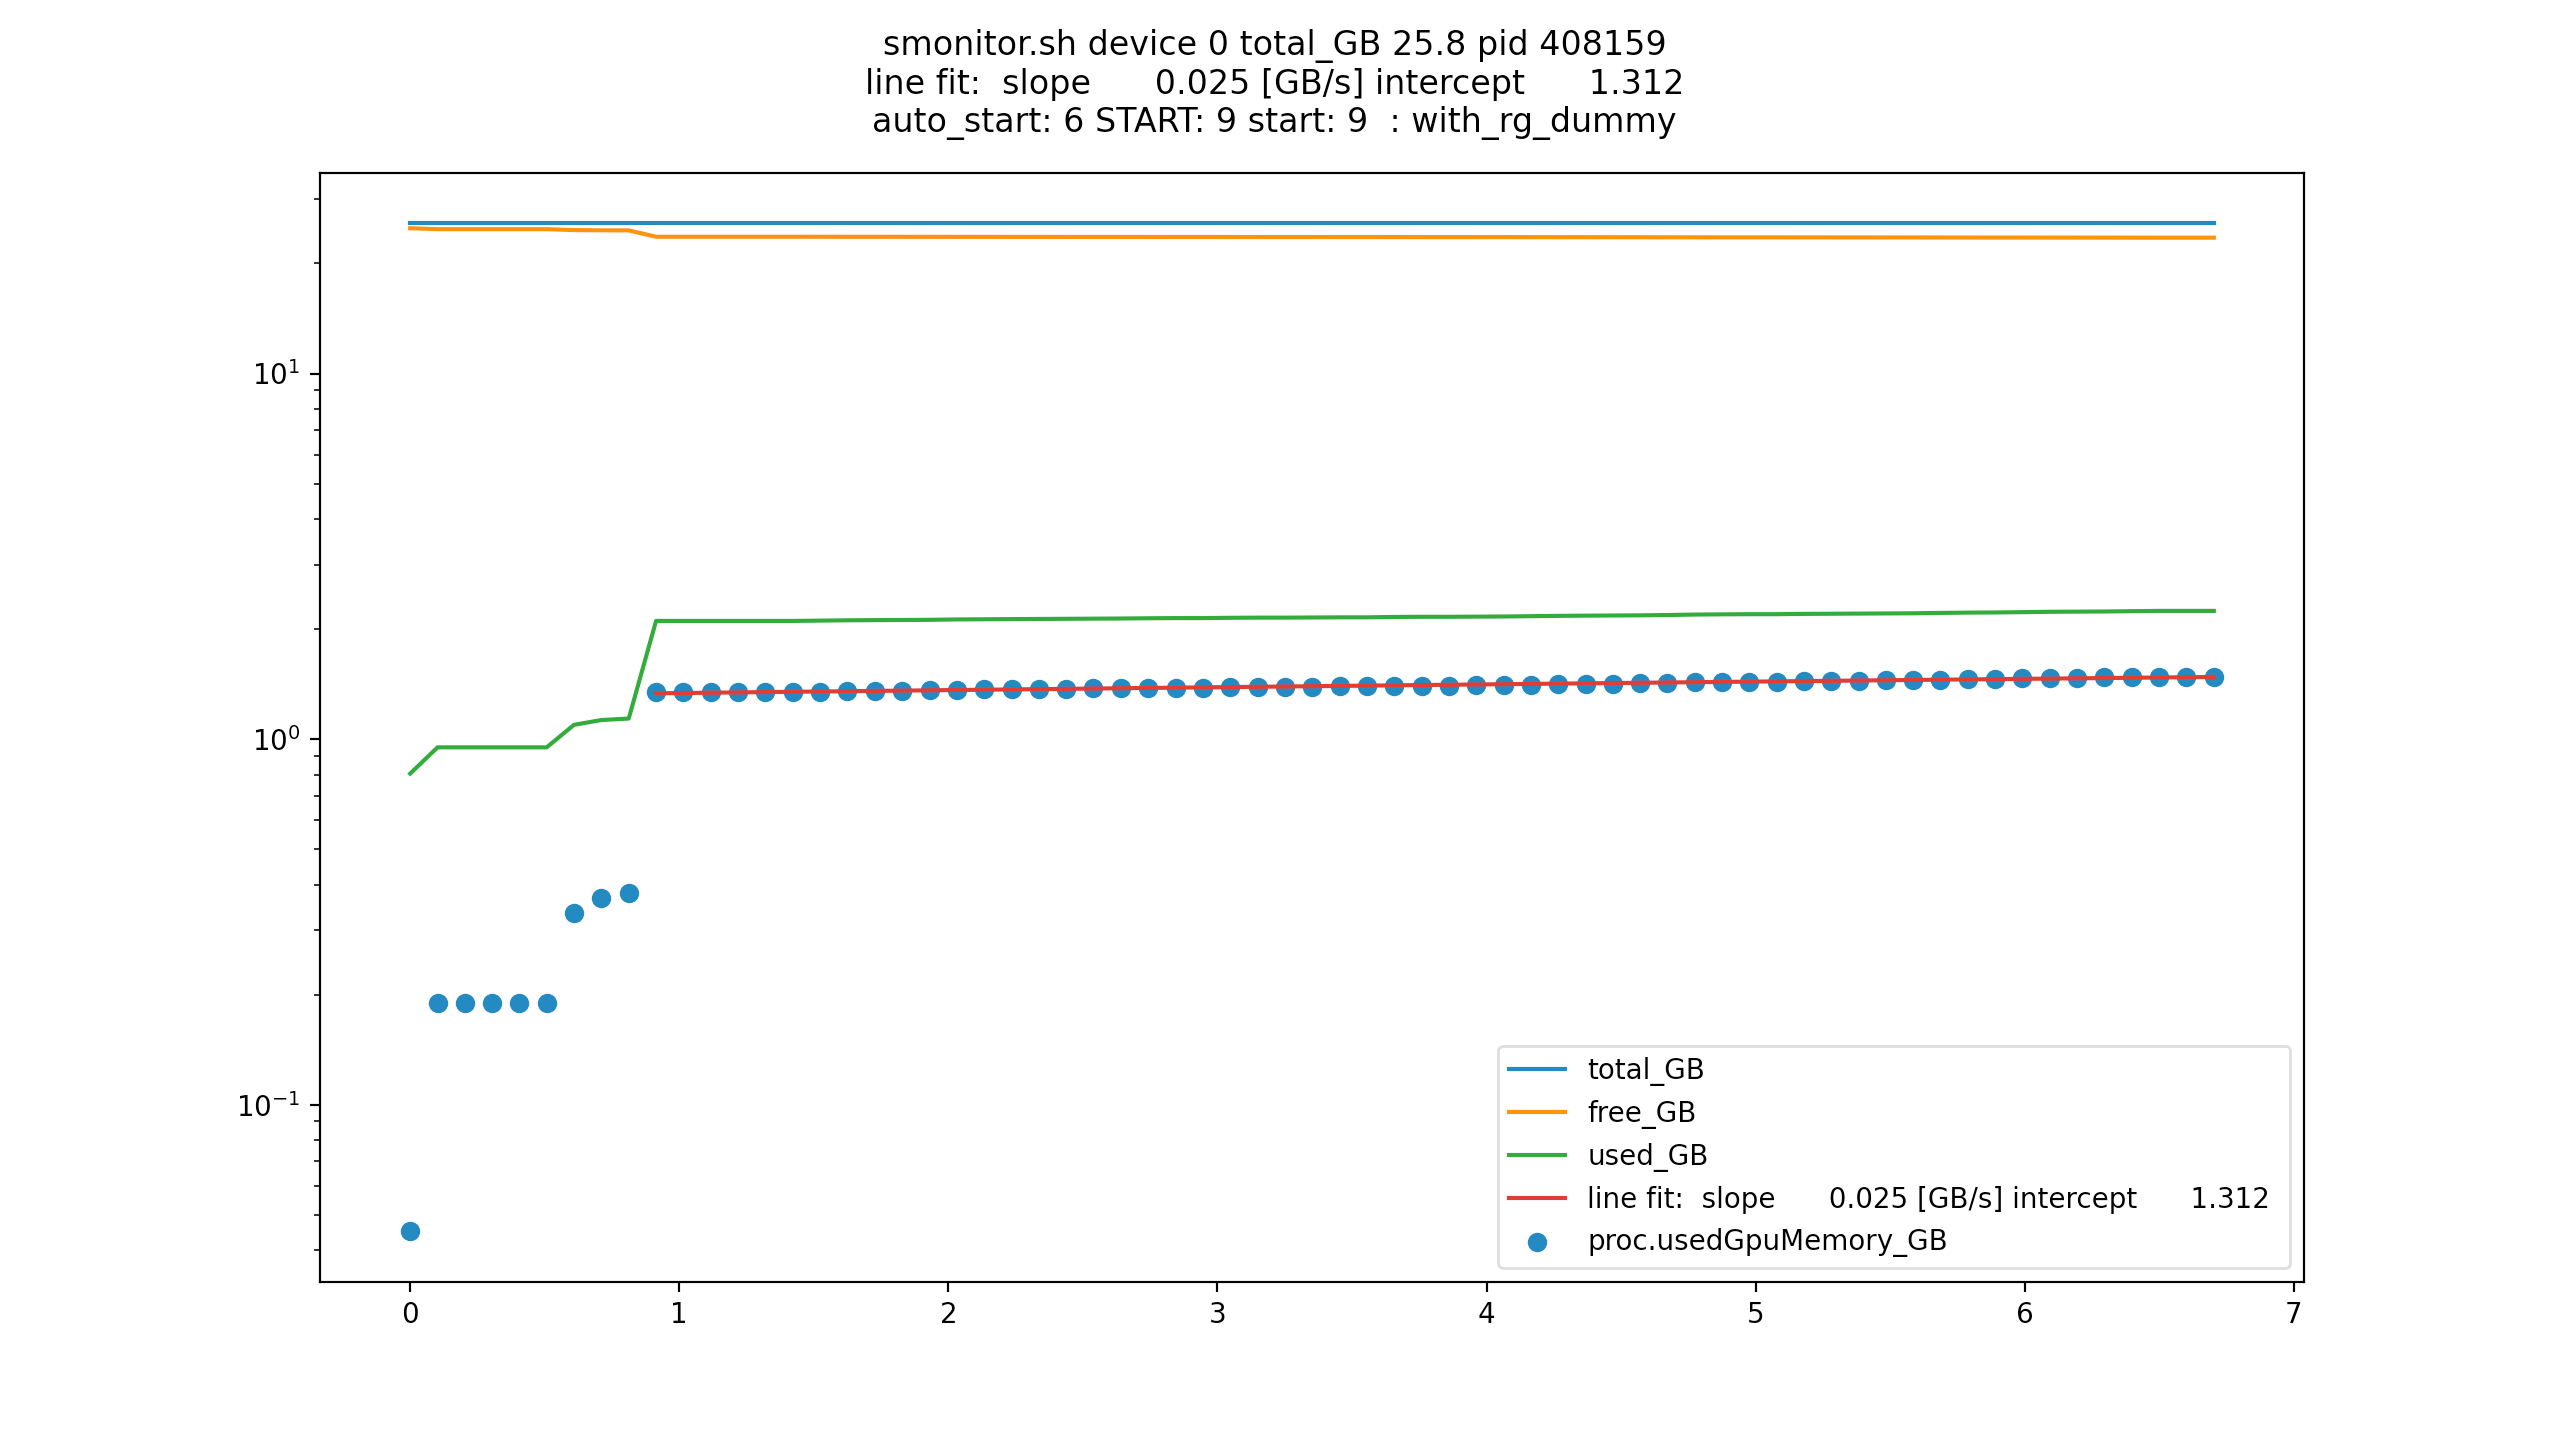 smonitor.sh device 0 total_GB 25.8 pid 408159
line fit:  slope      0.025 [GB/s] intercept      1.312
auto_start: 6 START: 9 start: 9  : with_rg_dummy
10¹
10⁰
10⁻¹
total_GB
free_GB
used_GB
line fit:  slope      0.025 [GB/s] intercept      1.312
proc.usedGpuMemory_GB
0 1 2 3 4 5 6 7